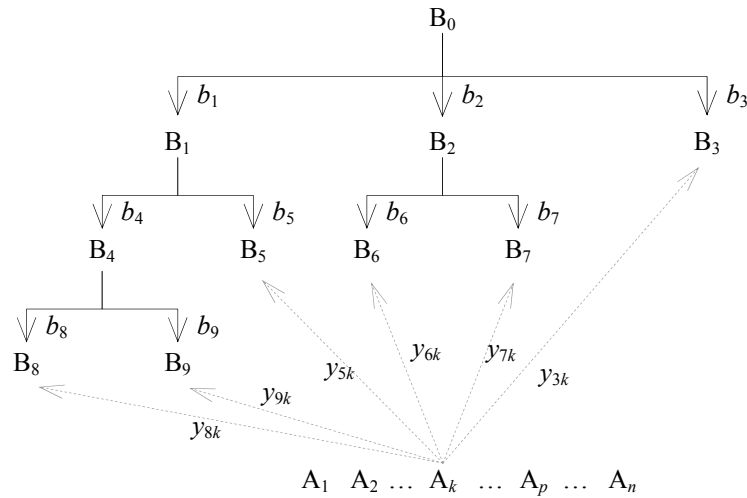 B₀
b₁ b₂ b₃
B₁ B₂ B₃
b₄ b₅ b₆ b₇
B₄ B₅ B₆ B₇
b₈ b₉
B₈ B₉
y₆ₖ y₇ₖ
y₅ₖ y₃ₖ
y₉ₖ
y₈ₖ
A₁ A₂ … Aₖ … Aₚ … Aₙ